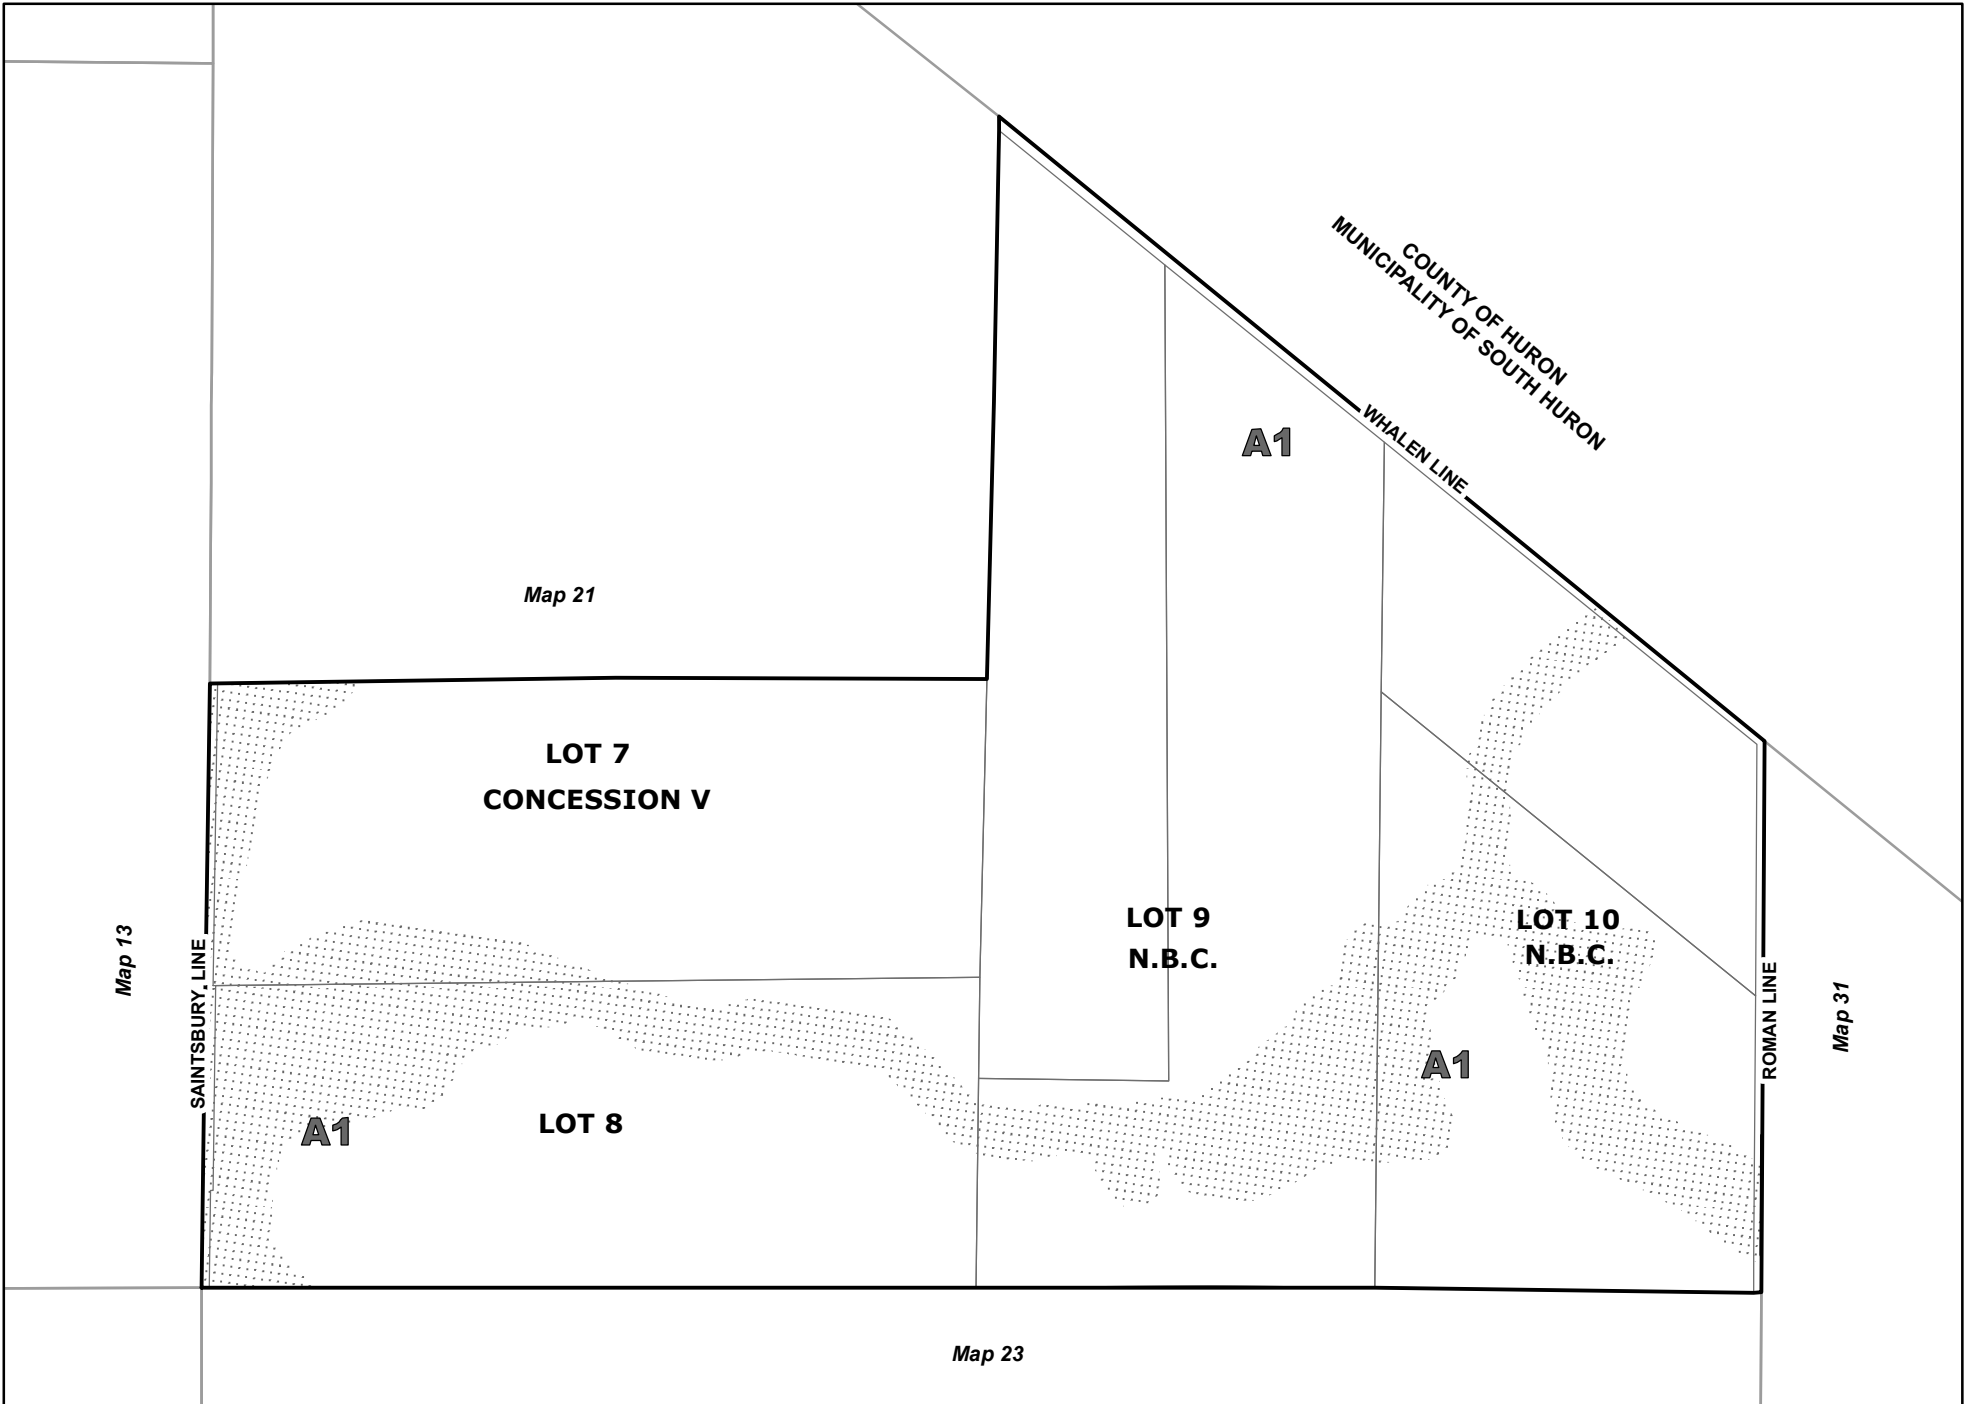 COUNTY OF HURON
MUNICIPALITY OF SOUTH HURON
A1
WHALEN LINE
Map 21
LOT 7
CONCESSION V
LOT 9
N.B.C.
LOT 10
N.B.C.
Map 13
SAINTSBURY LINE
ROMAN LINE
Map 31
A1
A1
LOT 8
Map 23